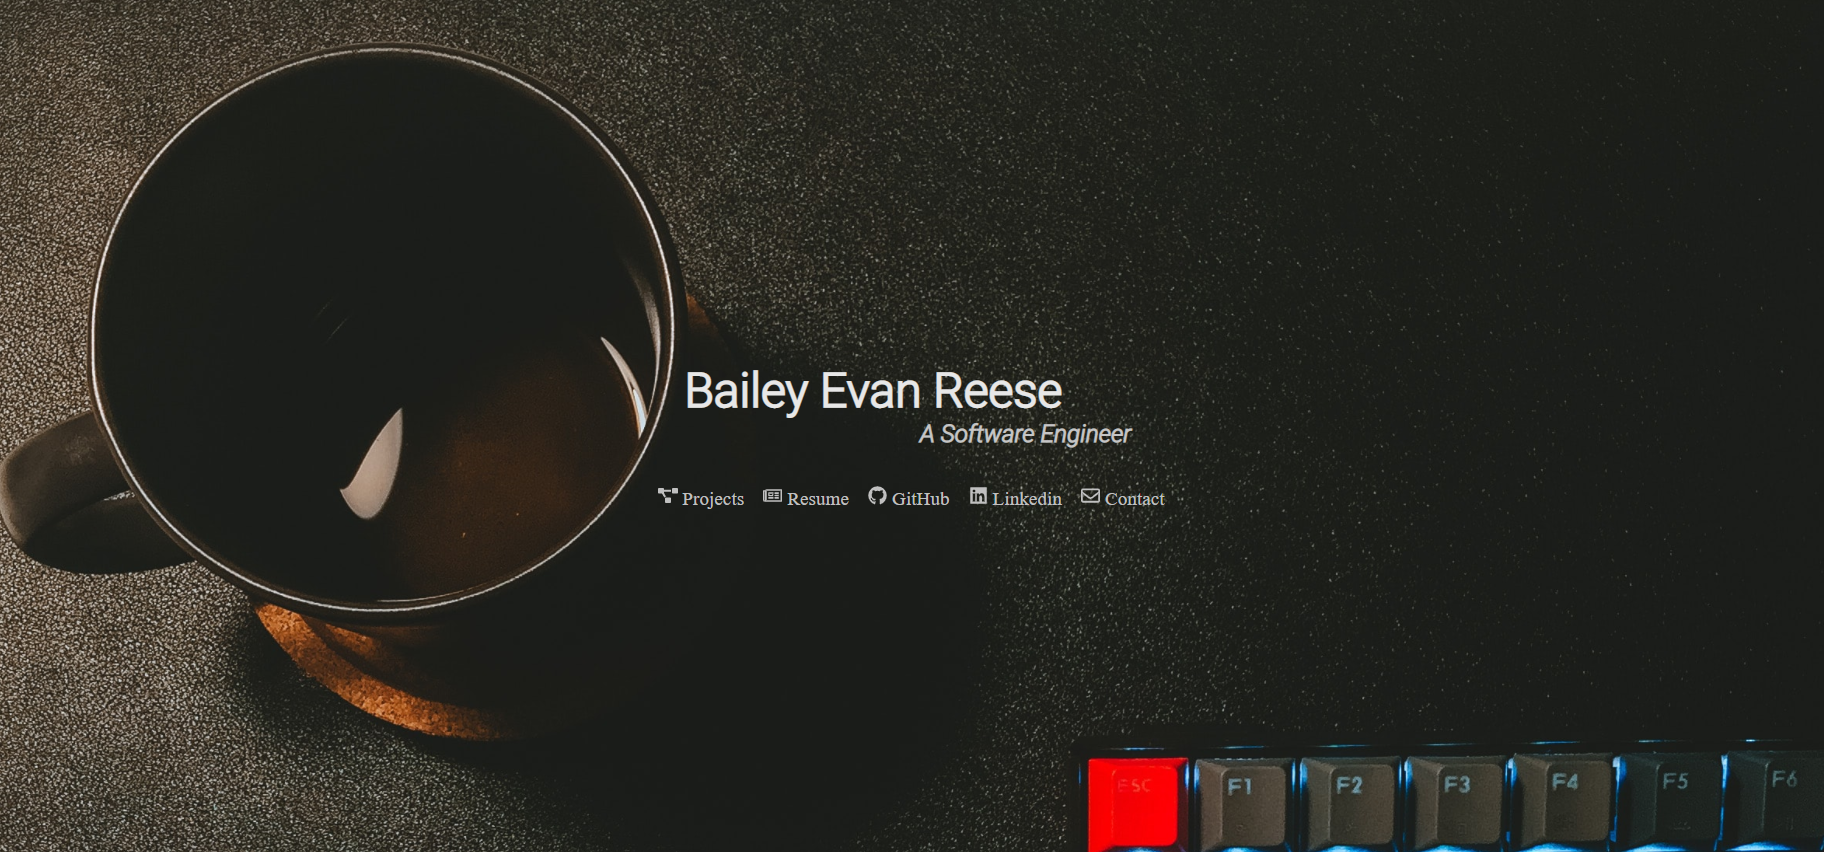 Bailey Evan Reese
A Software Engineer
Projects Resume GitHub Linkedin Contact
ESC F1 F2 F3 F4 F5 F6